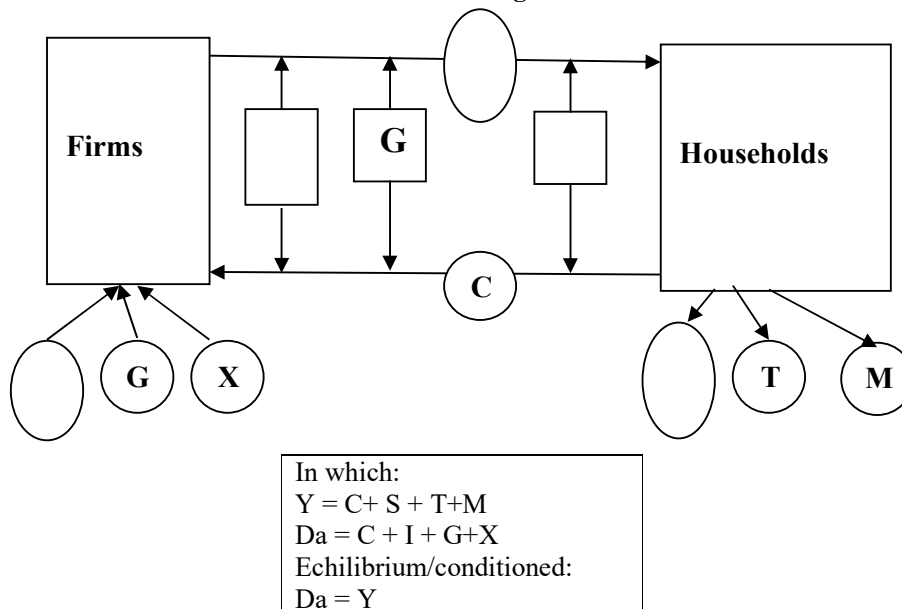 Firms
G
Households
C
G
X
T
M
In which:
Y = C+ S + T+M
Da = C + I + G+X
Echilibrium/conditioned:
Da = Y